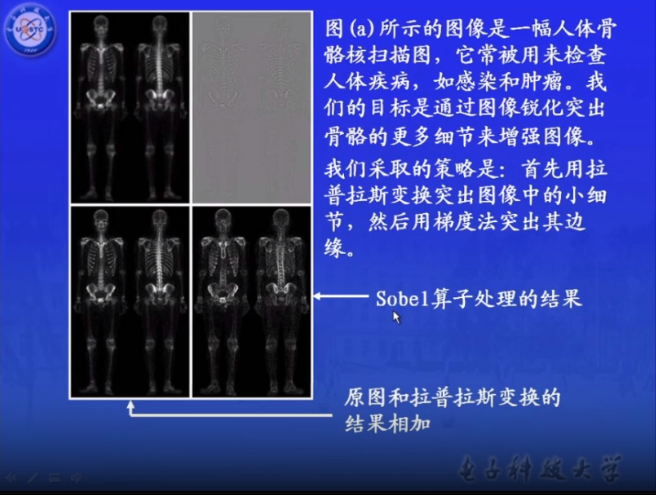 图(a)所示的图像是一幅人体骨
骼核扫描图，它常被用来检查
人体疾病，如感染和肿瘤。我
们的目标是通过图像锐化突出
骨骼的更多细节来增强图像。
我们采取的策略是：首先用拉
普拉斯变换突出图像中的小细
节，然后用梯度法突出其边
缘。
Sobel算子处理的结果
原图和拉普拉斯变换的
结果相加
电子科技大学